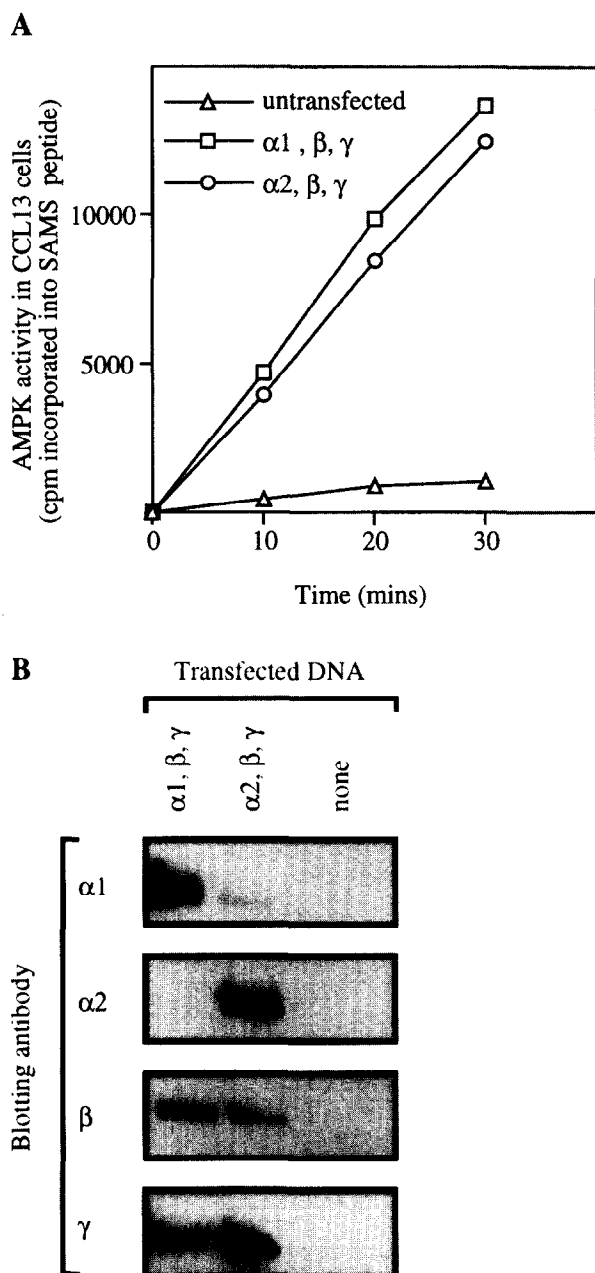 A
AMPK activity in CCL13 cells
(cpm incorporated into SAMS peptide)
untransfected
α1 , β, γ
α2, β, γ
10000
5000
0
10
20
30
Time (mins)
B
Transfected DNA
α1, β, γ
α2, β, γ
none
Blotting antibody
α1
α2
β
γ